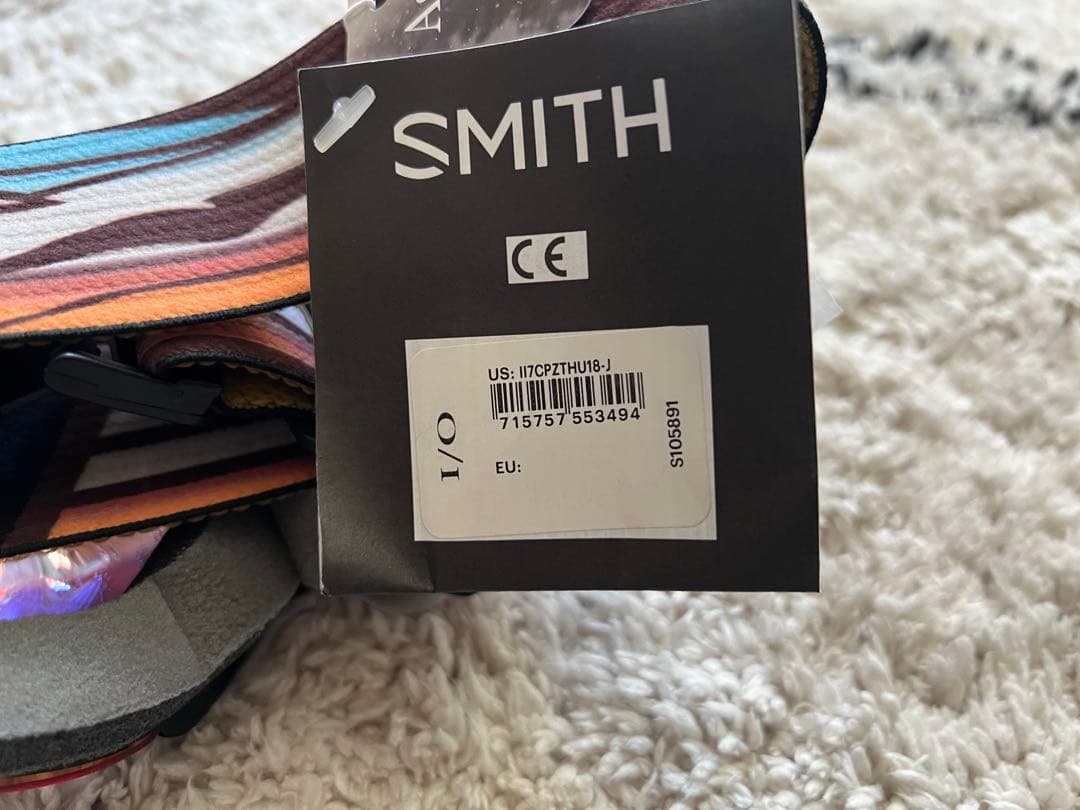 SMITH
CE
US: II7CPZTHU18-J
715757 553494
I/O
EU:
S105891